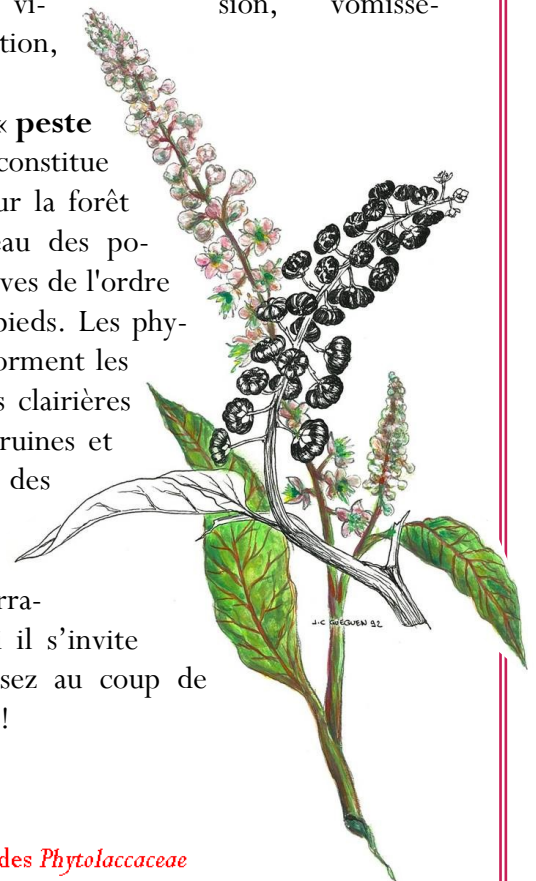 vi- sion, vomisse-
tion,
« peste
constitue
ur la forêt
eau des po-
ves de l'ordre
pieds. Les phy-
orment les
s clairières
ruines et
des
rra-
il s’invite
sez au coup de
!
J.C GUEGUEN 92
des Phytolaccaceae